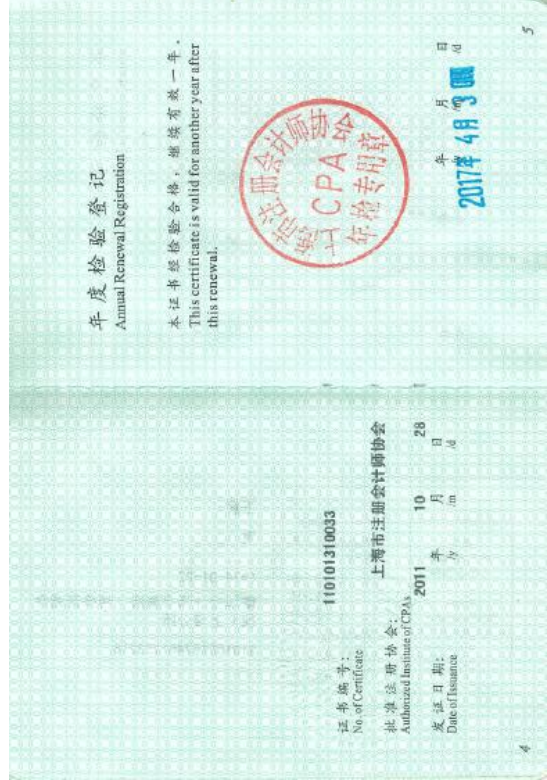 证书编号: 110101310033
No. of Certificate
批准注册协会: 上海市注册会计师协会
Authorized Institute of CPAs
发证日期: 2011 年 10 月 28 日
Date of Issuance /y /m /d
4
年度检验登记
Annual Renewal Registration
本证书经检验合格，继续有效一年。
This certificate is valid for another year after
this renewal.
上海市注册会计师协会
CPA
年检专用章
年 月 日
/m /d
2017年 4月 3
5